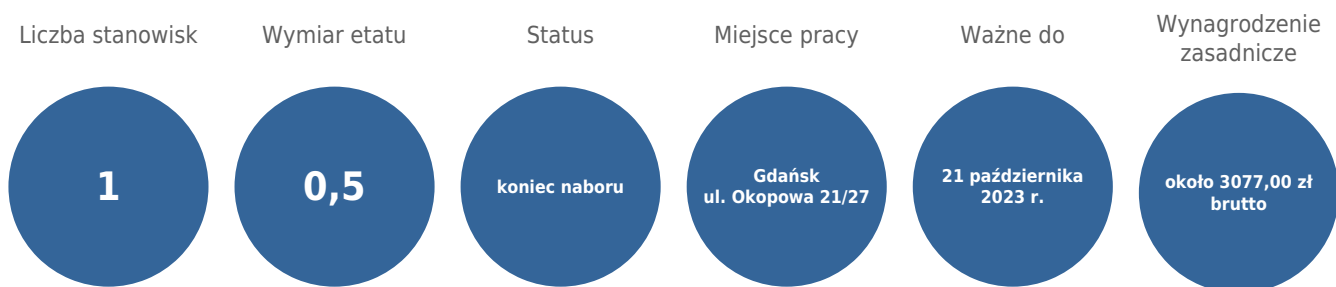 Liczba stanowisk
1
Wymiar etatu
0,5
Status
koniec naboru
Miejsce pracy
Gdańsk
ul. Okopowa 21/27
Ważne do
21 października
2023 r.
Wynagrodzenie
zasadnicze
około 3077,00 zł
brutto